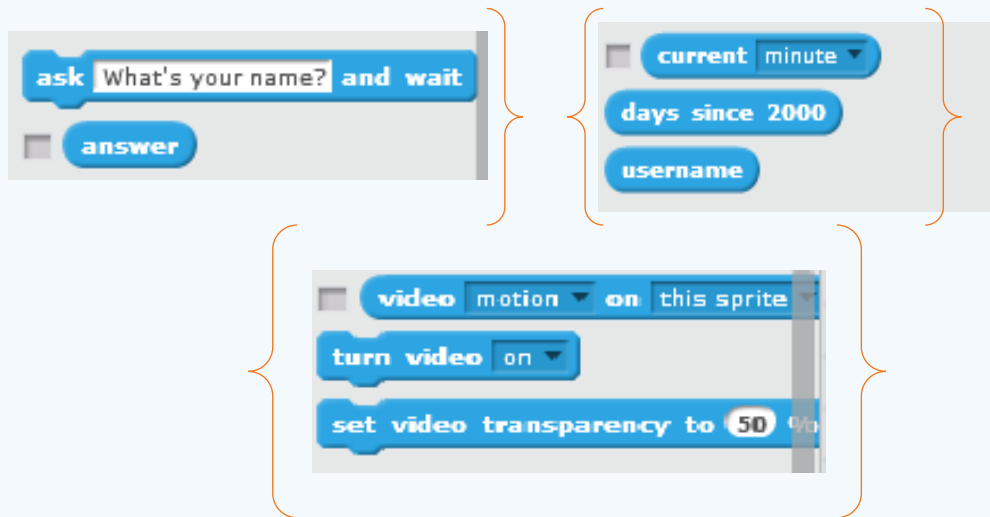 ask What's your name? and wait
answer
current minute
days since 2000
username
video motion on this sprite
turn video on
set video transparency to 50 %